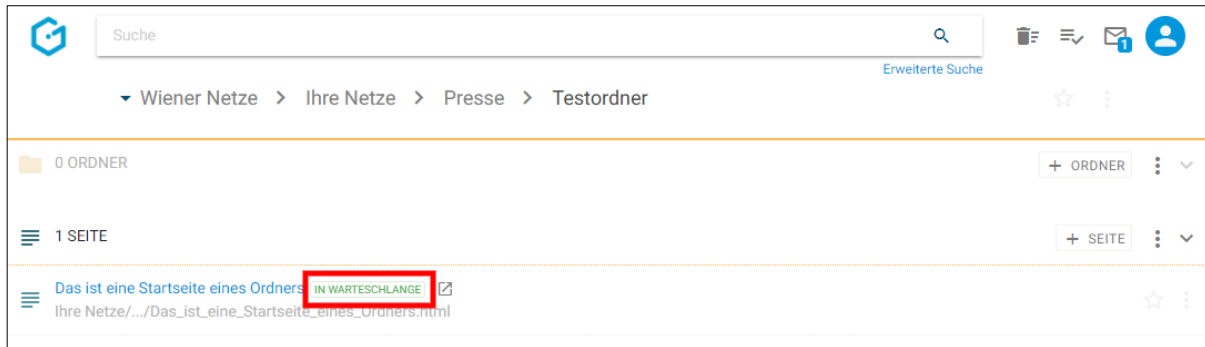 Suche
1
Erweiterte Suche
Wiener Netze > Ihre Netze > Presse > Testordner
0 ORDNER
+ ORDNER
1 SEITE
+ SEITE
Das ist eine Startseite eines Ordners IN WARTESCHLANGE
Ihre Netze/.../Das_ist_eine_Startseite_eines_Ordners.html